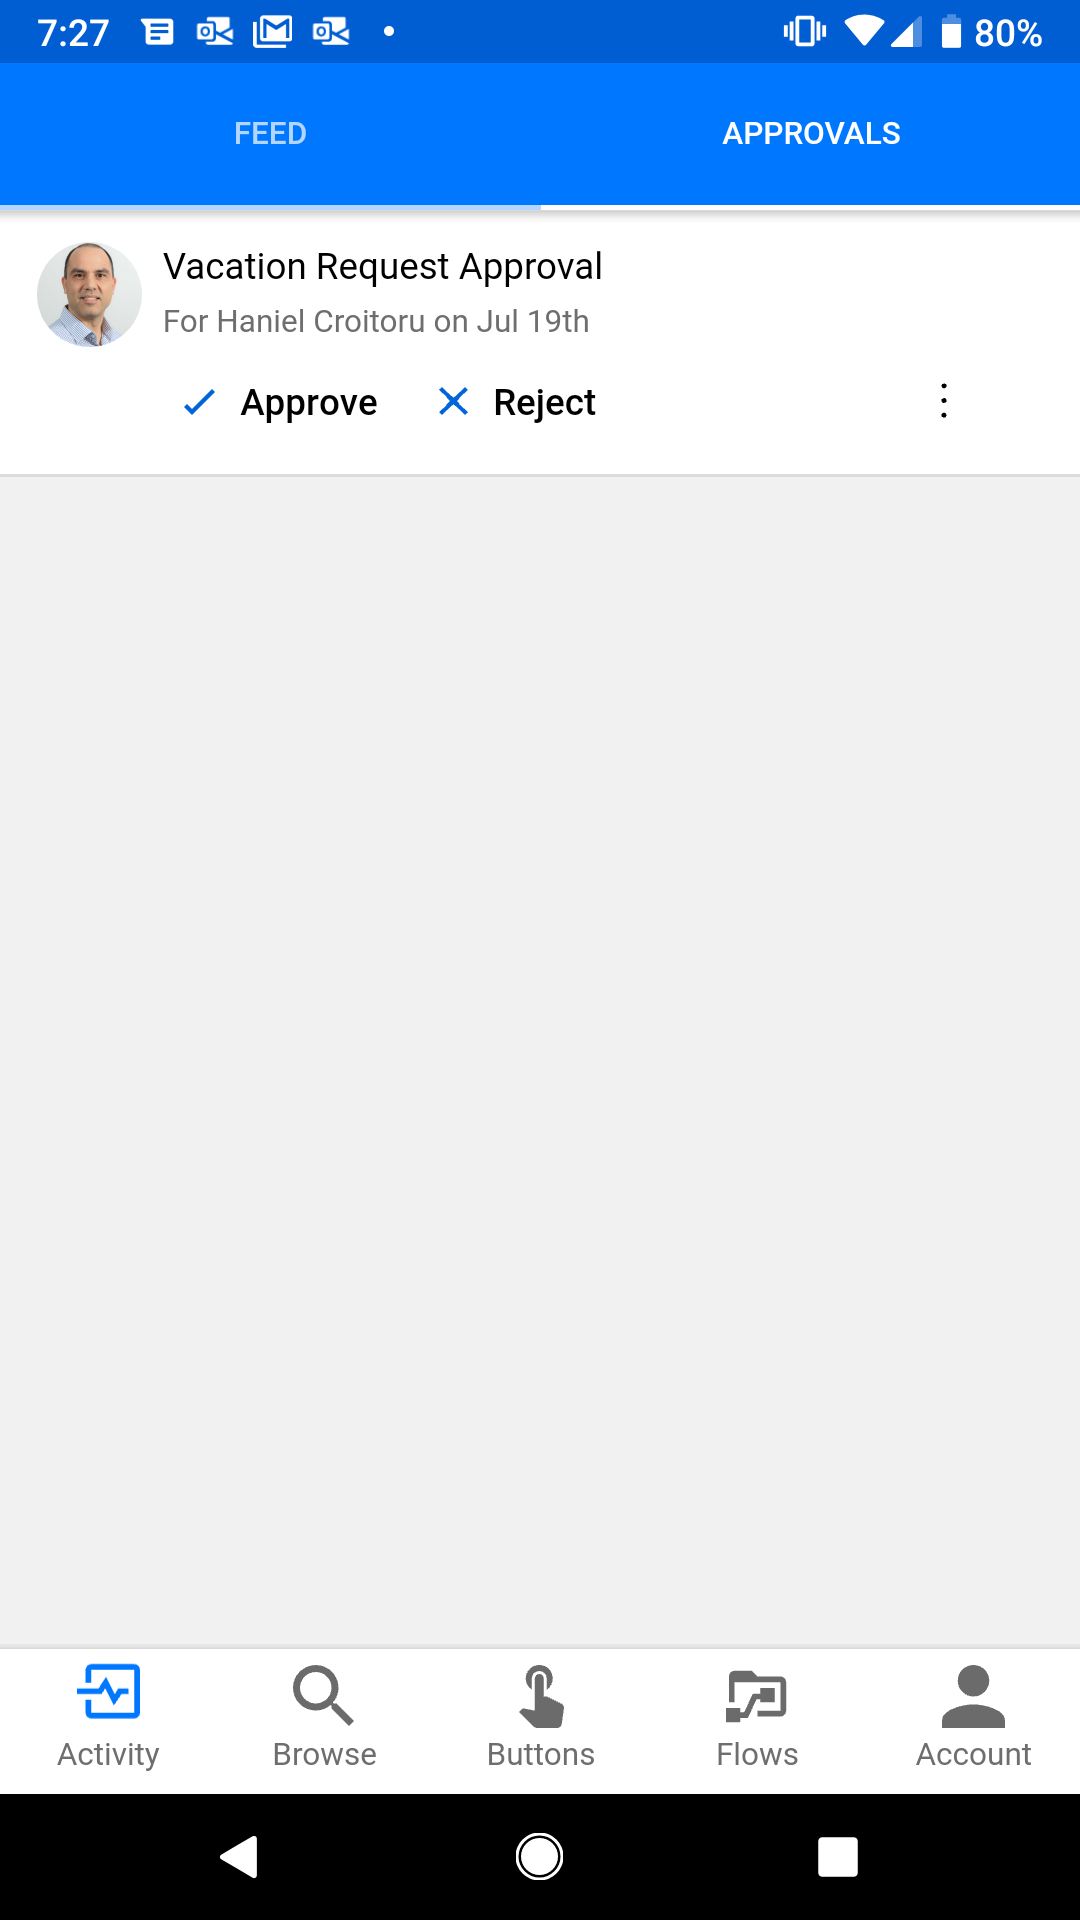 7:27 80%
FEED APPROVALS
Vacation Request Approval
For Haniel Croitoru on Jul 19th
Approve Reject
Activity Browse Buttons Flows Account